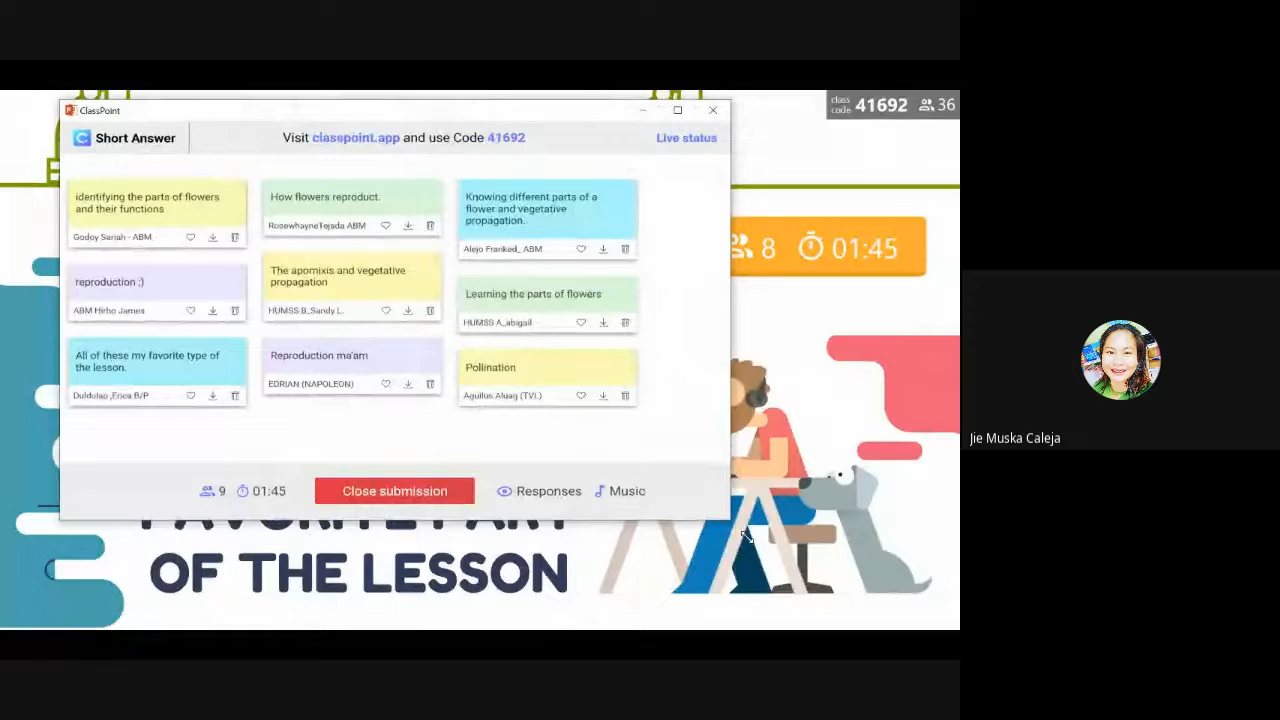 ClassPoint
class
code 41692 36
Short Answer
Visit classpoint.app and use Code 41692
Live status
identifying the parts of flowers
and their functions
Godoy Sariah - ABM
How flowers reproduct.
RosewhayneTejada ABM
Knowing different parts of a
flower and vegetative
propagation.
Alejo Franked_ ABM
reproduction ;)
ABM Hirho James
The apomixis and vegetative
propagation
HUMSS B_Sandy L.
Learning the parts of flowers
HUMSS A_abigail
All of these my favorite type of
the lesson.
Duldulao ,Erica B/P
Reproduction ma'am
EDRIAN (NAPOLEON)
Pollination
Aguilus Aluag (TVL)
8 01:45
9 01:45
Close submission
Responses
Music
FAVORITE PART
OF THE LESSON
Jie Muska Caleja